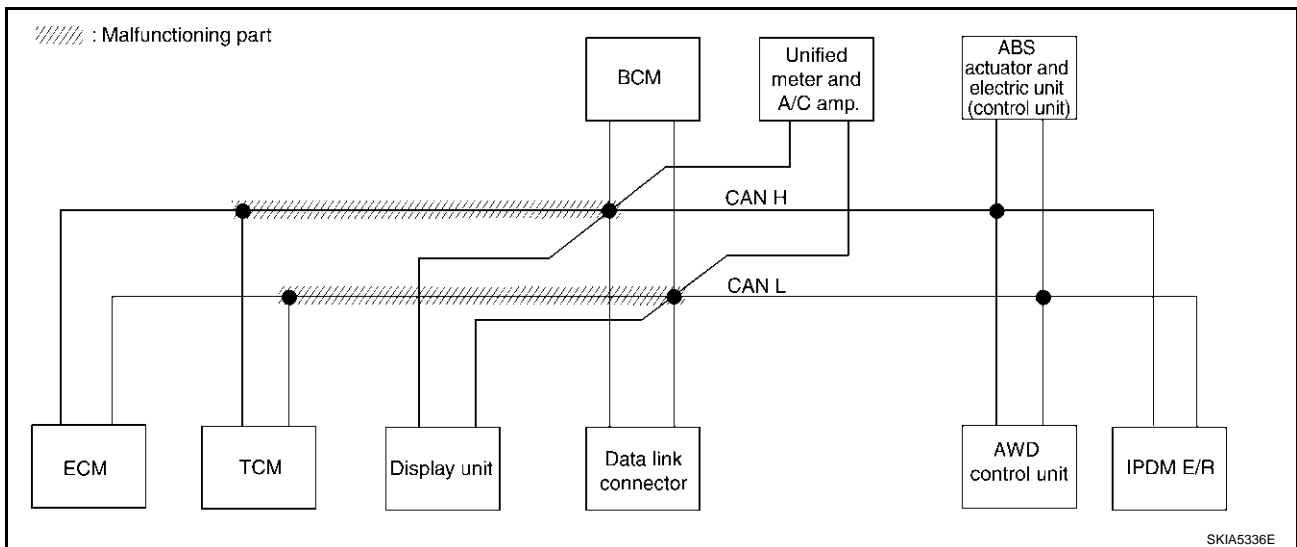 : Malfunctioning part
BCM
Unified
meter and
A/C amp.
ABS
actuator and
electric unit
(control unit)
CAN H
CAN L
ECM
TCM
Display unit
Data link
connector
AWD
control unit
IPDM E/R
SKIA5336E